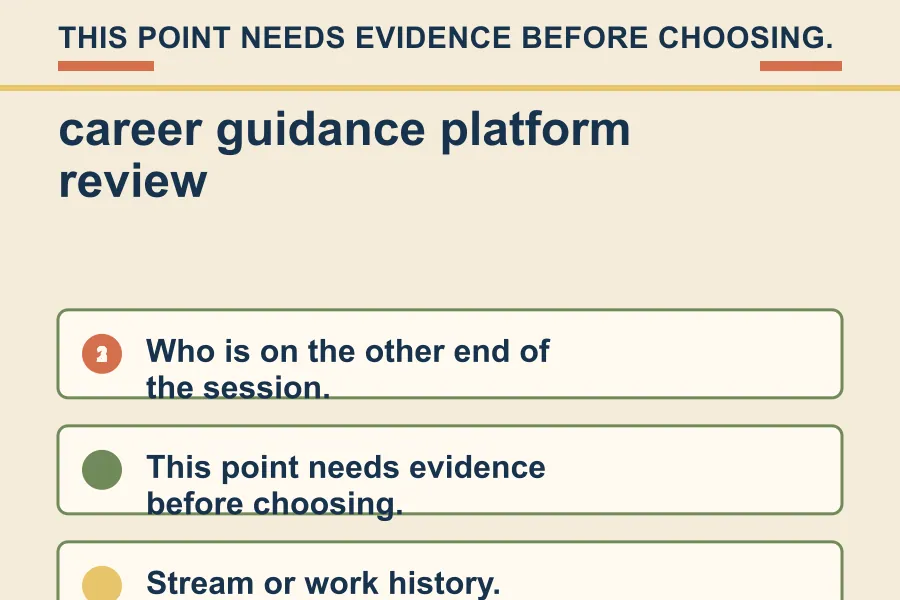 THIS POINT NEEDS EVIDENCE BEFORE CHOOSING.
career guidance platform
review
Who is on the other end of
the session.
This point needs evidence
before choosing.
Stream or work history.